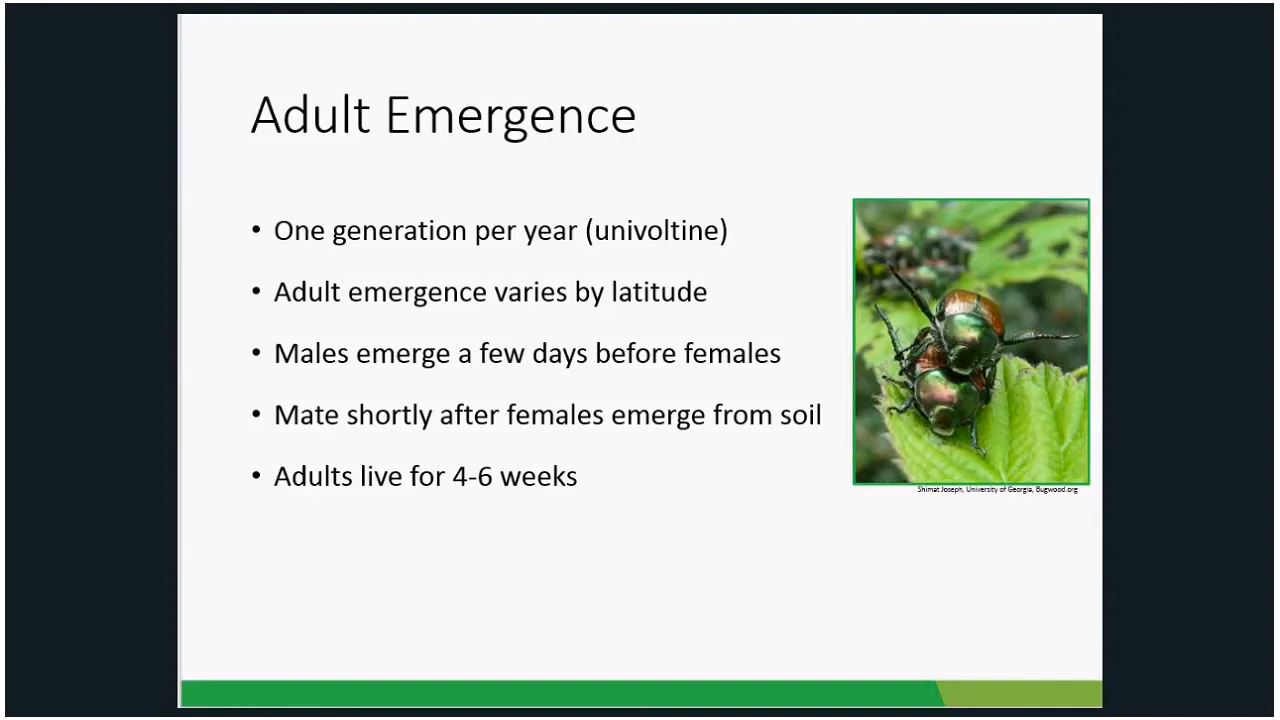 Adult Emergence
• One generation per year (univoltine)
• Adult emergence varies by latitude
• Males emerge a few days before females
• Mate shortly after females emerge from soil
• Adults live for 4-6 weeks
Shimat Joseph, University of Georgia, Bugwood.org